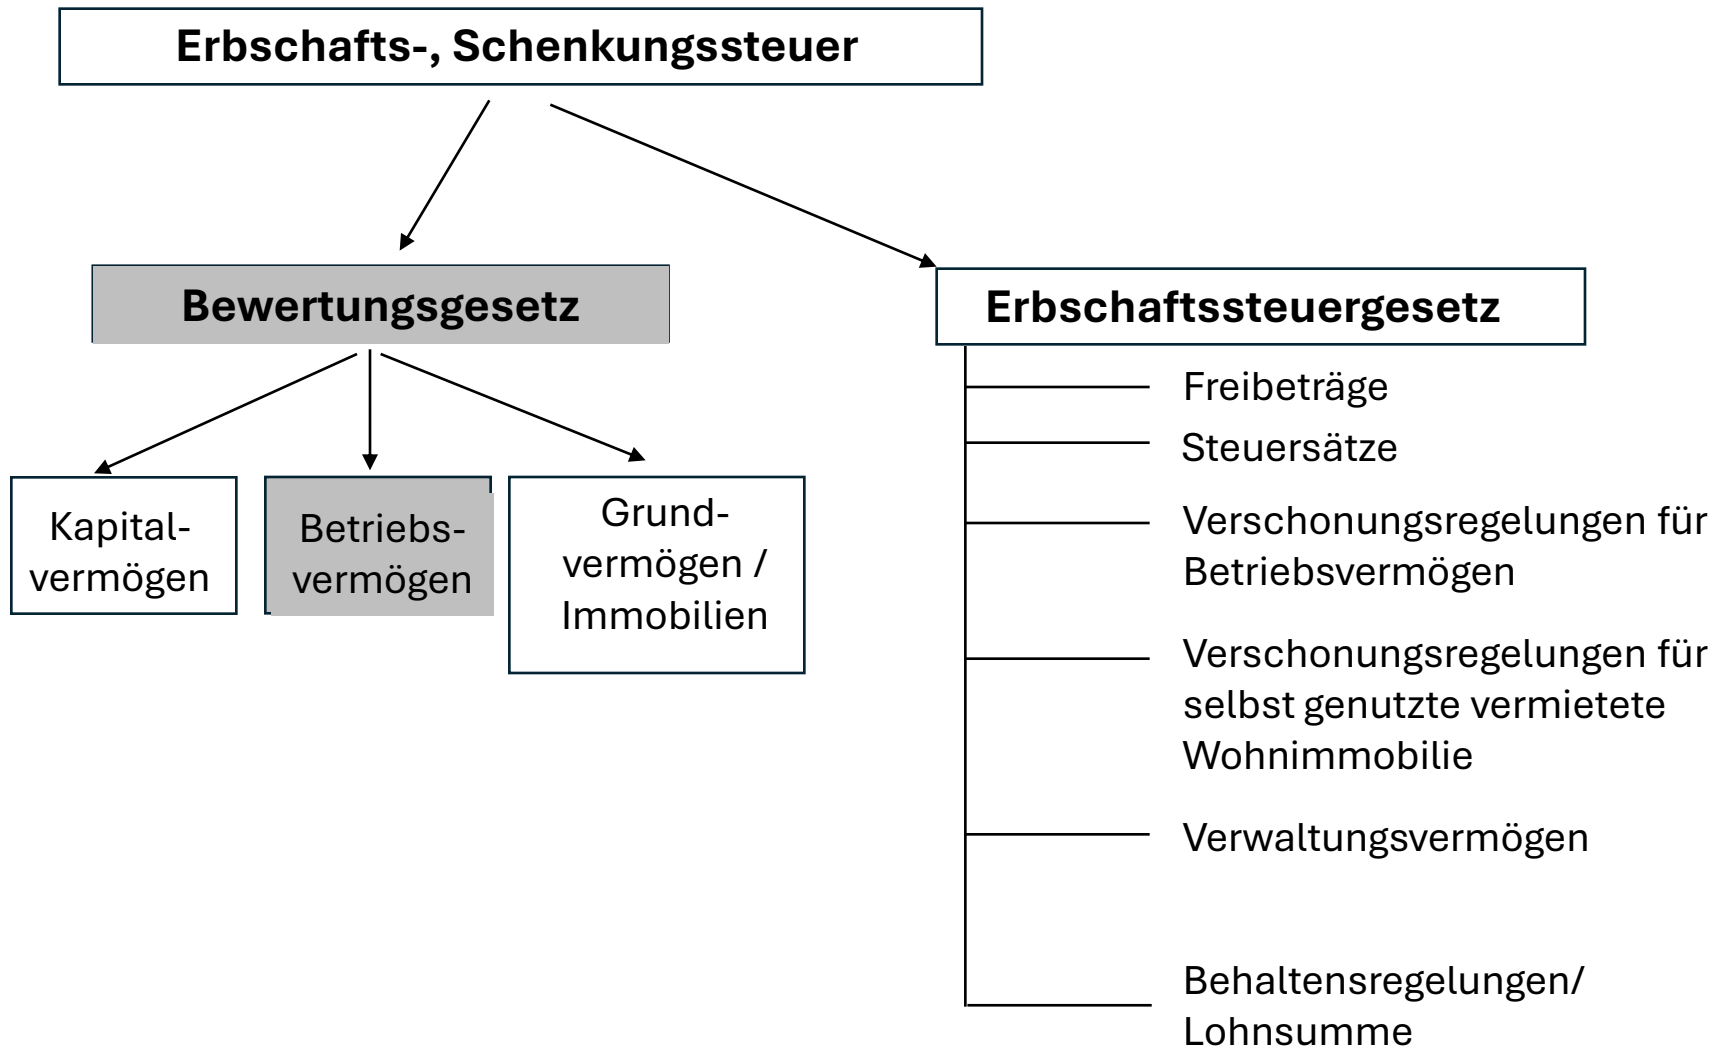 Erbschafts-, Schenkungssteuer
Bewertungsgesetz
Erbschaftssteuergesetz
Kapital-
vermögen
Betriebs-
vermögen
Grund-
vermögen /
Immobilien
Freibeträge
Steuersätze
Verschonungsregelungen für
Betriebsvermögen
Verschonungsregelungen für
selbst genutzte vermietete
Wohnimmobilie
Verwaltungsvermögen
Behaltensregelungen/
Lohnsumme